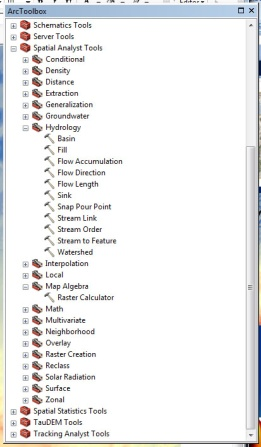 ArcToolbox
Schematics Tools
Server Tools
Spatial Analyst Tools
Conditional
Density
Distance
Extraction
Generalization
Groundwater
Hydrology
Basin
Fill
Flow Accumulation
Flow Direction
Flow Length
Sink
Snap Pour Point
Stream Link
Stream Order
Stream to Feature
Watershed
Interpolation
Local
Map Algebra
Raster Calculator
Math
Multivariate
Neighborhood
Overlay
Raster Creation
Reclass
Solar Radiation
Surface
Zonal
Spatial Statistics Tools
TauDEM Tools
Tracking Analyst Tools